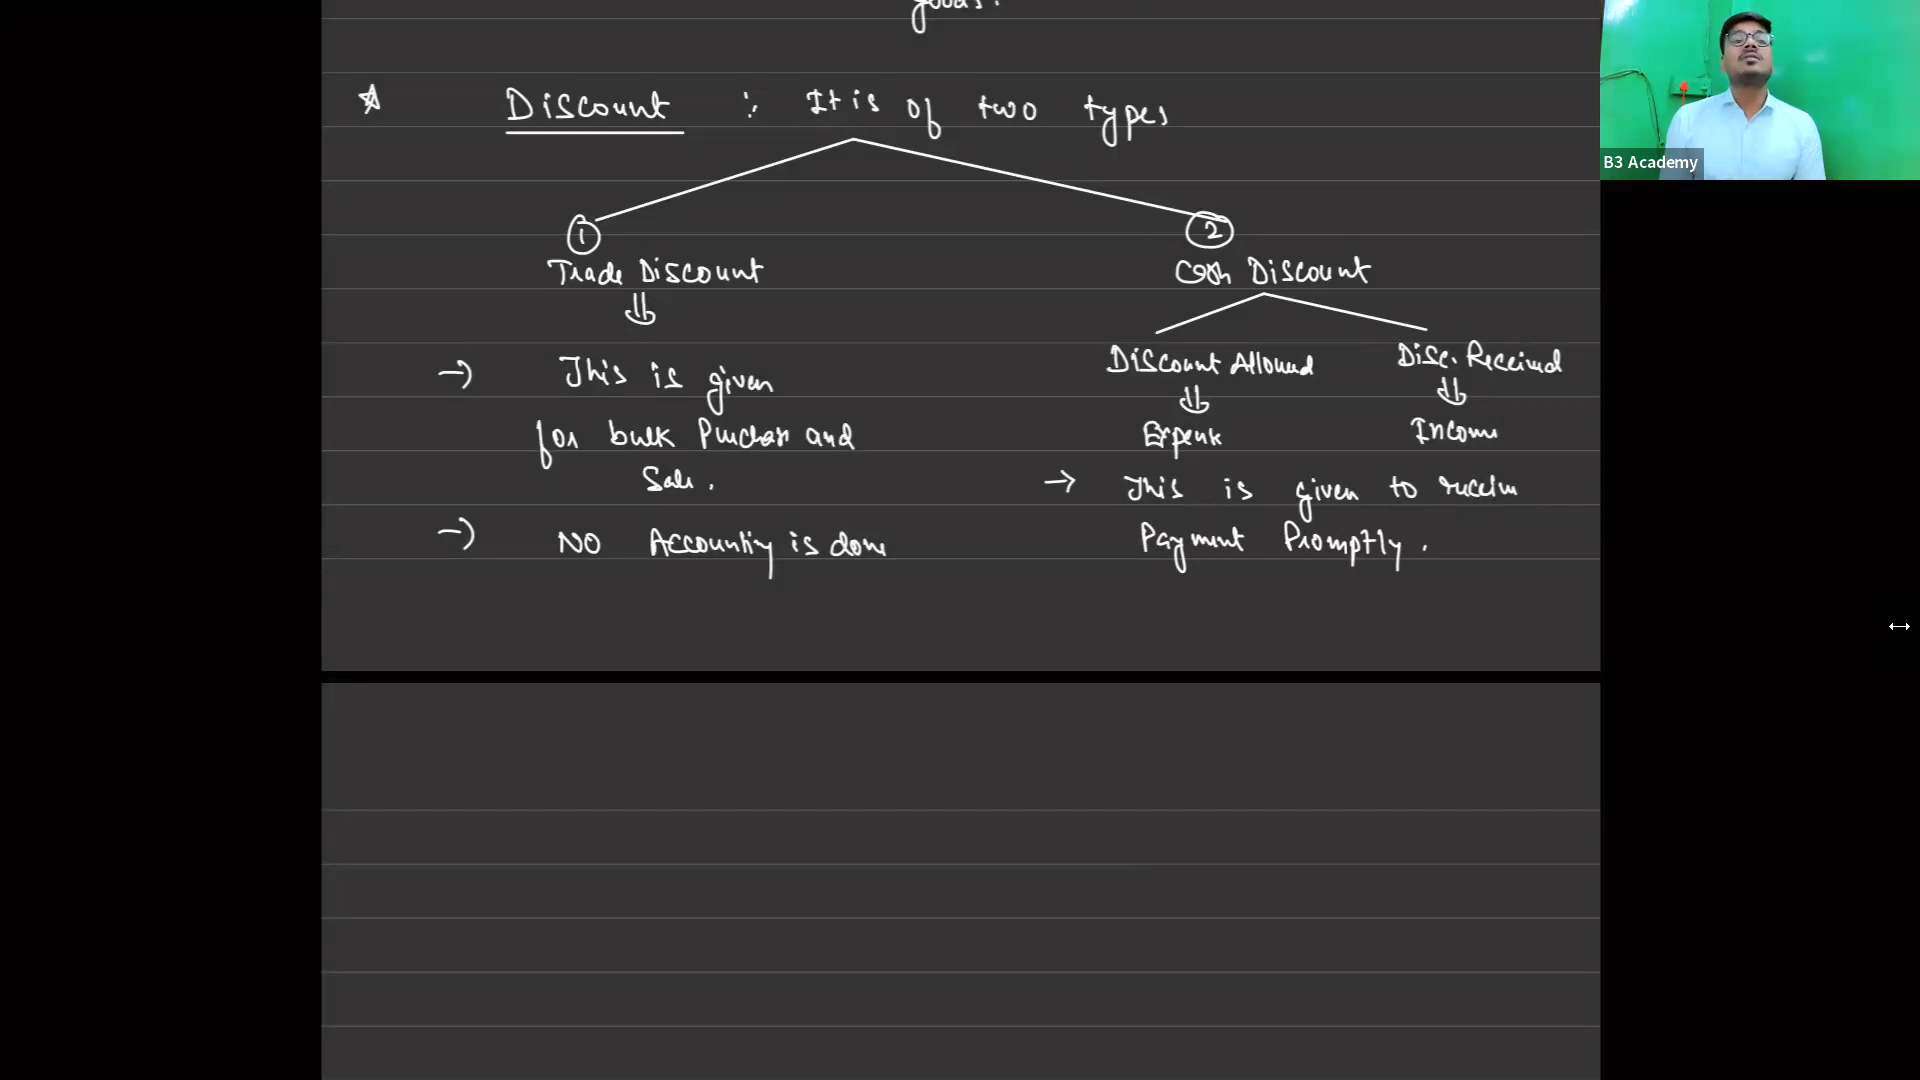 goods.
Discount : It is of two types
1
2
Trade Discount
Cash Discount
Discount Allowed
Disc. Received
Expense
Income
→ This is given
for bulk Purchase and
Sale.
→ NO Accounting is done
→ This is given to receive
Payment Promptly.
B3 Academy